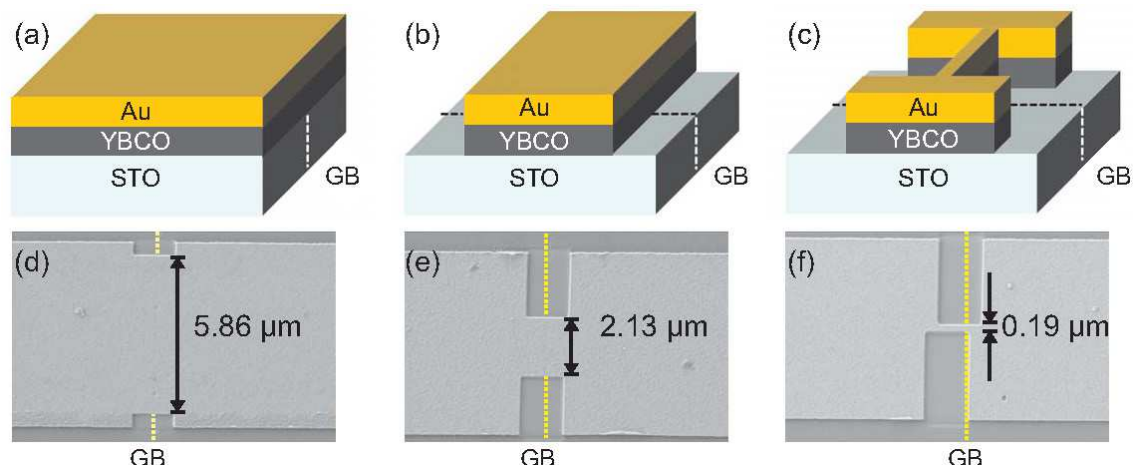 (a)
Au
YBCO
STO
GB
(b)
Au
YBCO
STO
GB
(c)
Au
YBCO
STO
GB
(d)
5.86 μm
GB
(e)
2.13 μm
GB
(f)
0.19 μm
GB